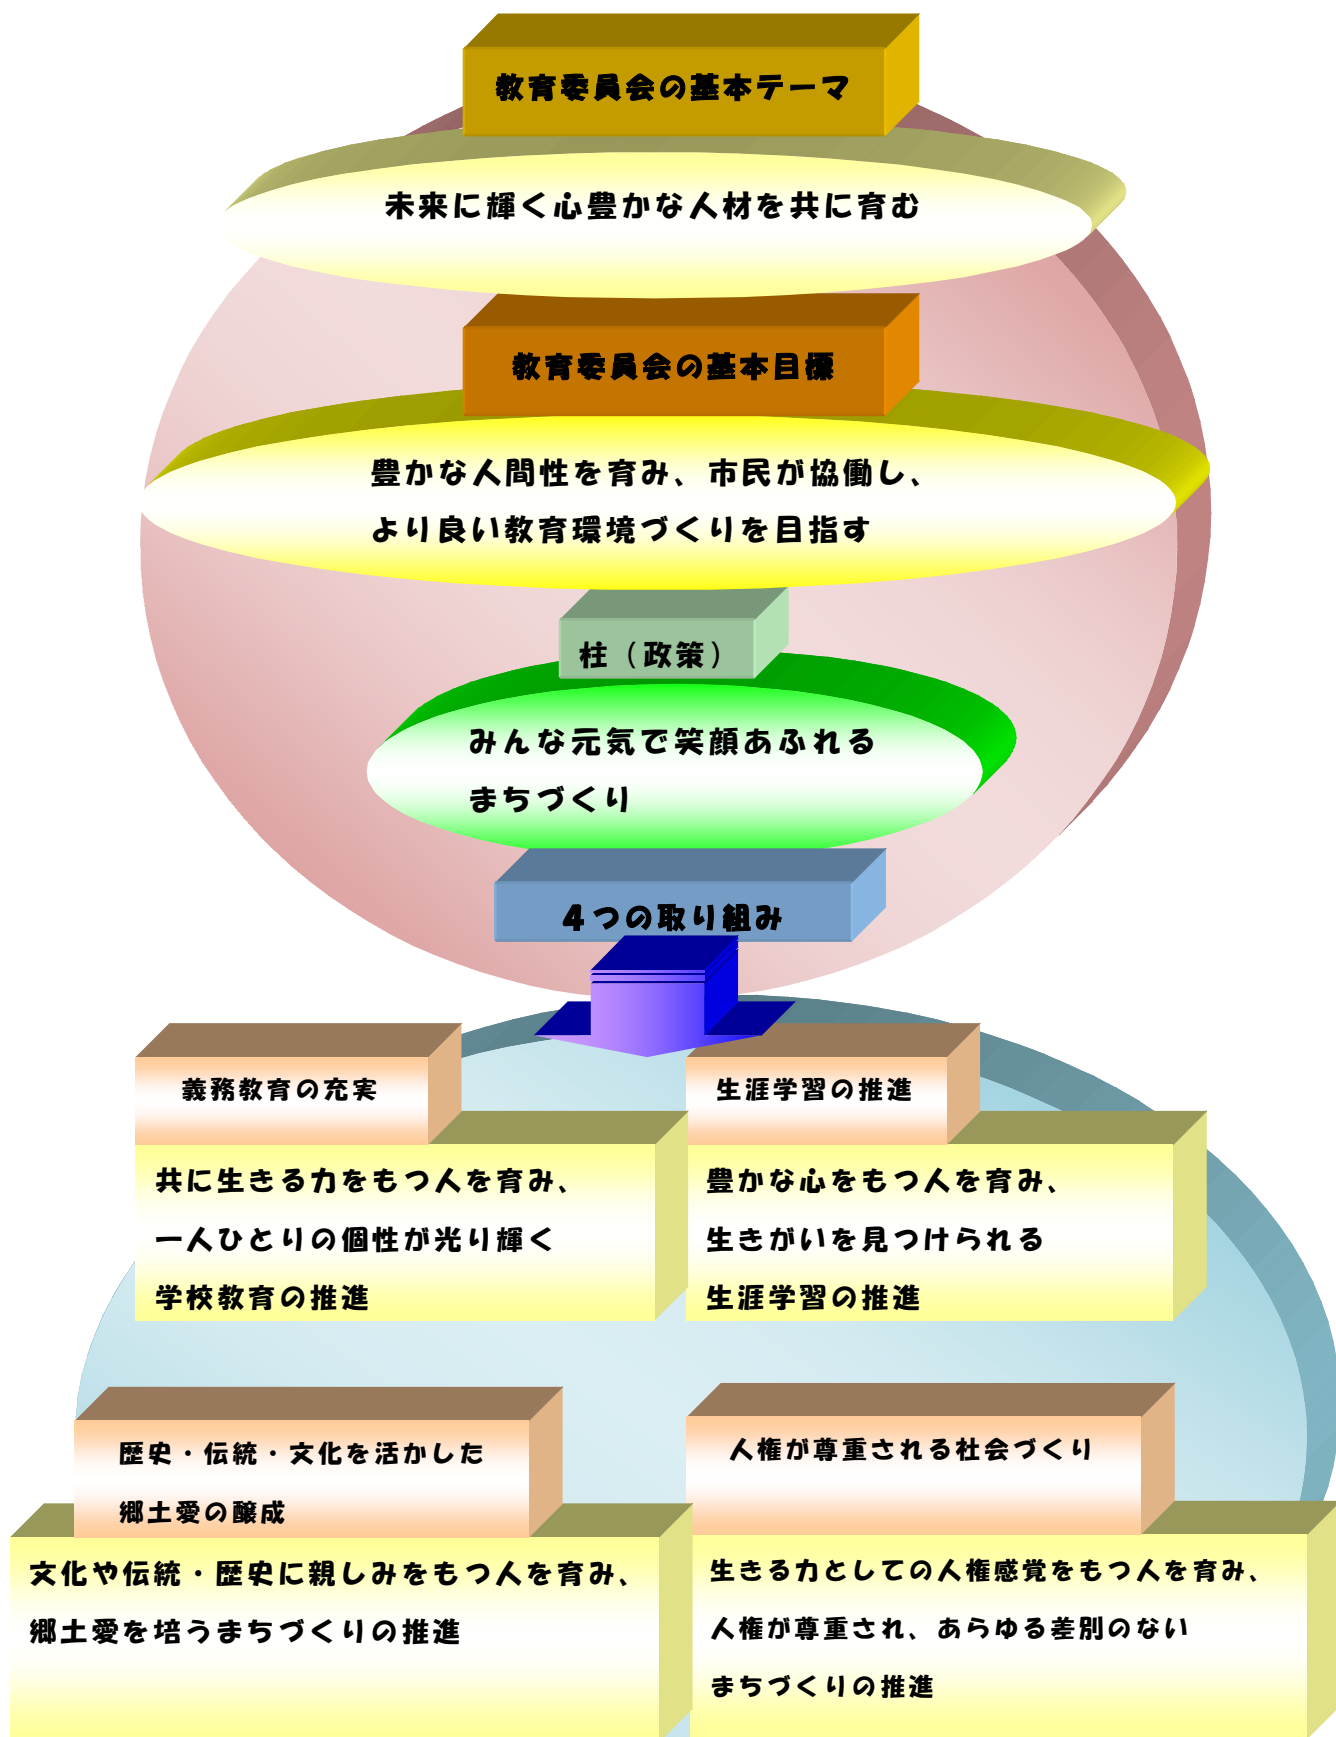 教育委員会の基本テーマ
未来に輝く心豊かな人材を共に育む
教育委員会の基本目標
豊かな人間性を育み、市民が協働し、
より良い教育環境づくりを目指す
柱（政策）
みんな元気で笑顔あふれる
まちづくり
４つの取り組み
義務教育の充実
共に生きる力をもつ人を育み、
一人ひとりの個性が光り輝く
学校教育の推進
生涯学習の推進
豊かな心をもつ人を育み、
生きがいを見つけられる
生涯学習の推進
歴史・伝統・文化を活かした
郷土愛の醸成
文化や伝統・歴史に親しみをもつ人を育み、
郷土愛を培うまちづくりの推進
人権が尊重される社会づくり
生きる力としての人権感覚をもつ人を育み、
人権が尊重され、あらゆる差別のない
まちづくりの推進